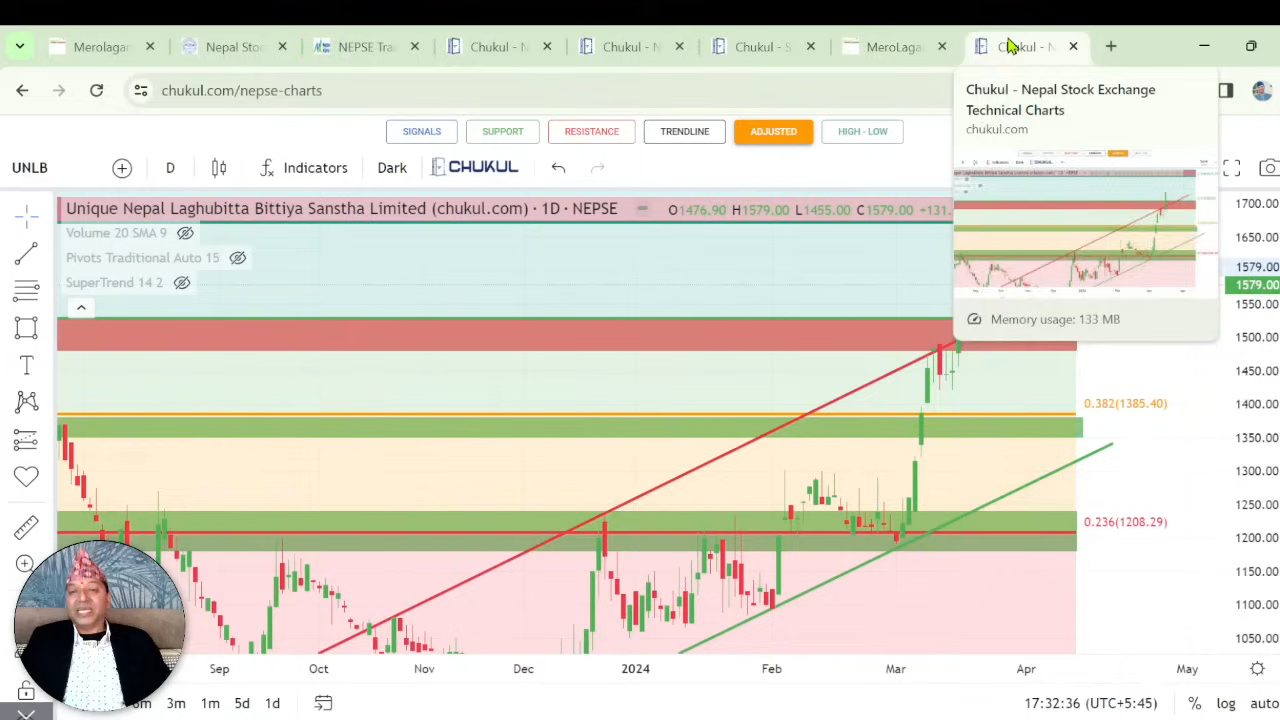 Merolagan
Nepal Stoc
NEPSE Tra
Chukul - N
Chukul - N
Chukul - S
MeroLaga
Chukul - N
chukul.com/nepse-charts
Chukul - Nepal Stock Exchange
Technical Charts
chukul.com
SIGNALS
SUPPORT
RESISTANCE
TRENDLINE
ADJUSTED
HIGH - LOW
UNLB
D
Indicators
Dark
CHUKUL
Unique Nepal Laghubitta Bittiya Sanstha Limited (chukul.com) · 1D · NEPSE
O1476.90 H1579.00 L1455.00 C1579.00 +131.
Volume 20 SMA 9
Pivots Traditional Auto 15
SuperTrend 14 2
Memory usage: 133 MB
1700.00
1650.00
1579.00
1579.00
1550.00
1500.00
1450.00
1400.00
1350.00
1300.00
1250.00
1200.00
1150.00
1100.00
1050.00
0.382(1385.40)
0.236(1208.29)
Sep
Oct
Nov
Dec
2024
Feb
Mar
Apr
May
3m
1m
5d
1d
17:32:36 (UTC+5:45)
%
log
auto